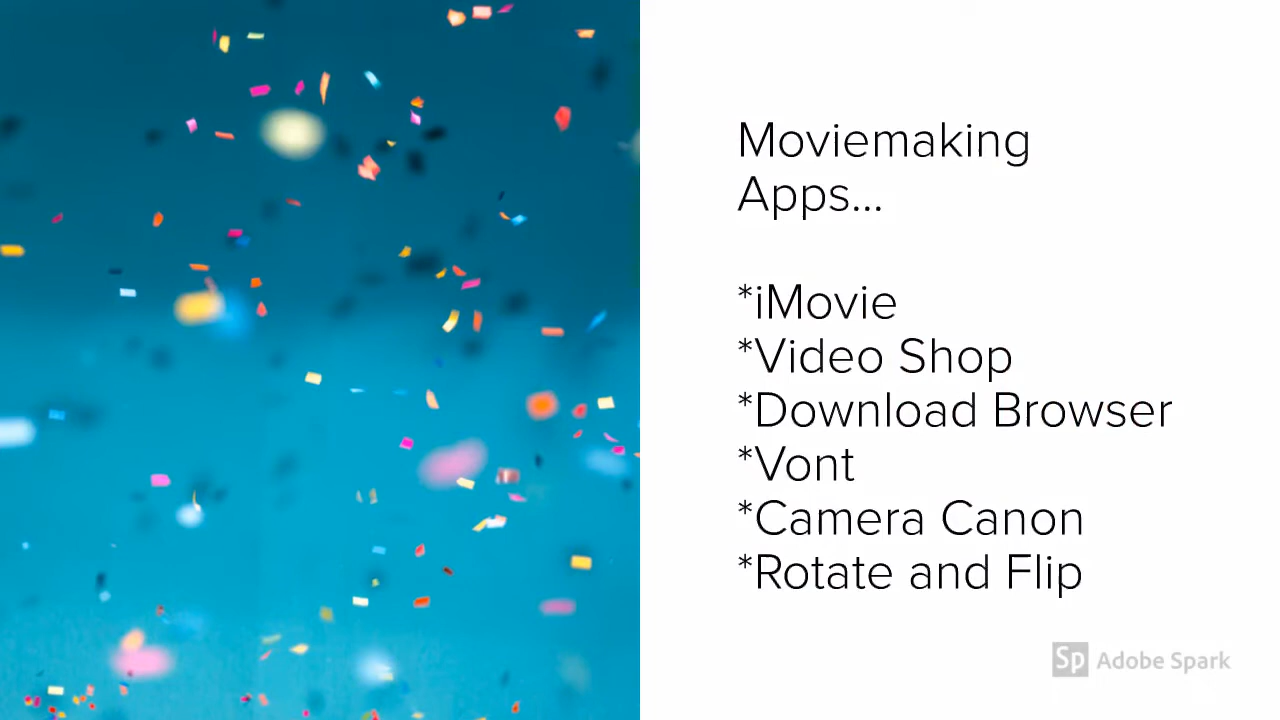 Moviemaking
Apps...
*iMovie
*Video Shop
*Download Browser
*Vont
*Camera Canon
*Rotate and Flip
Sp Adobe Spark